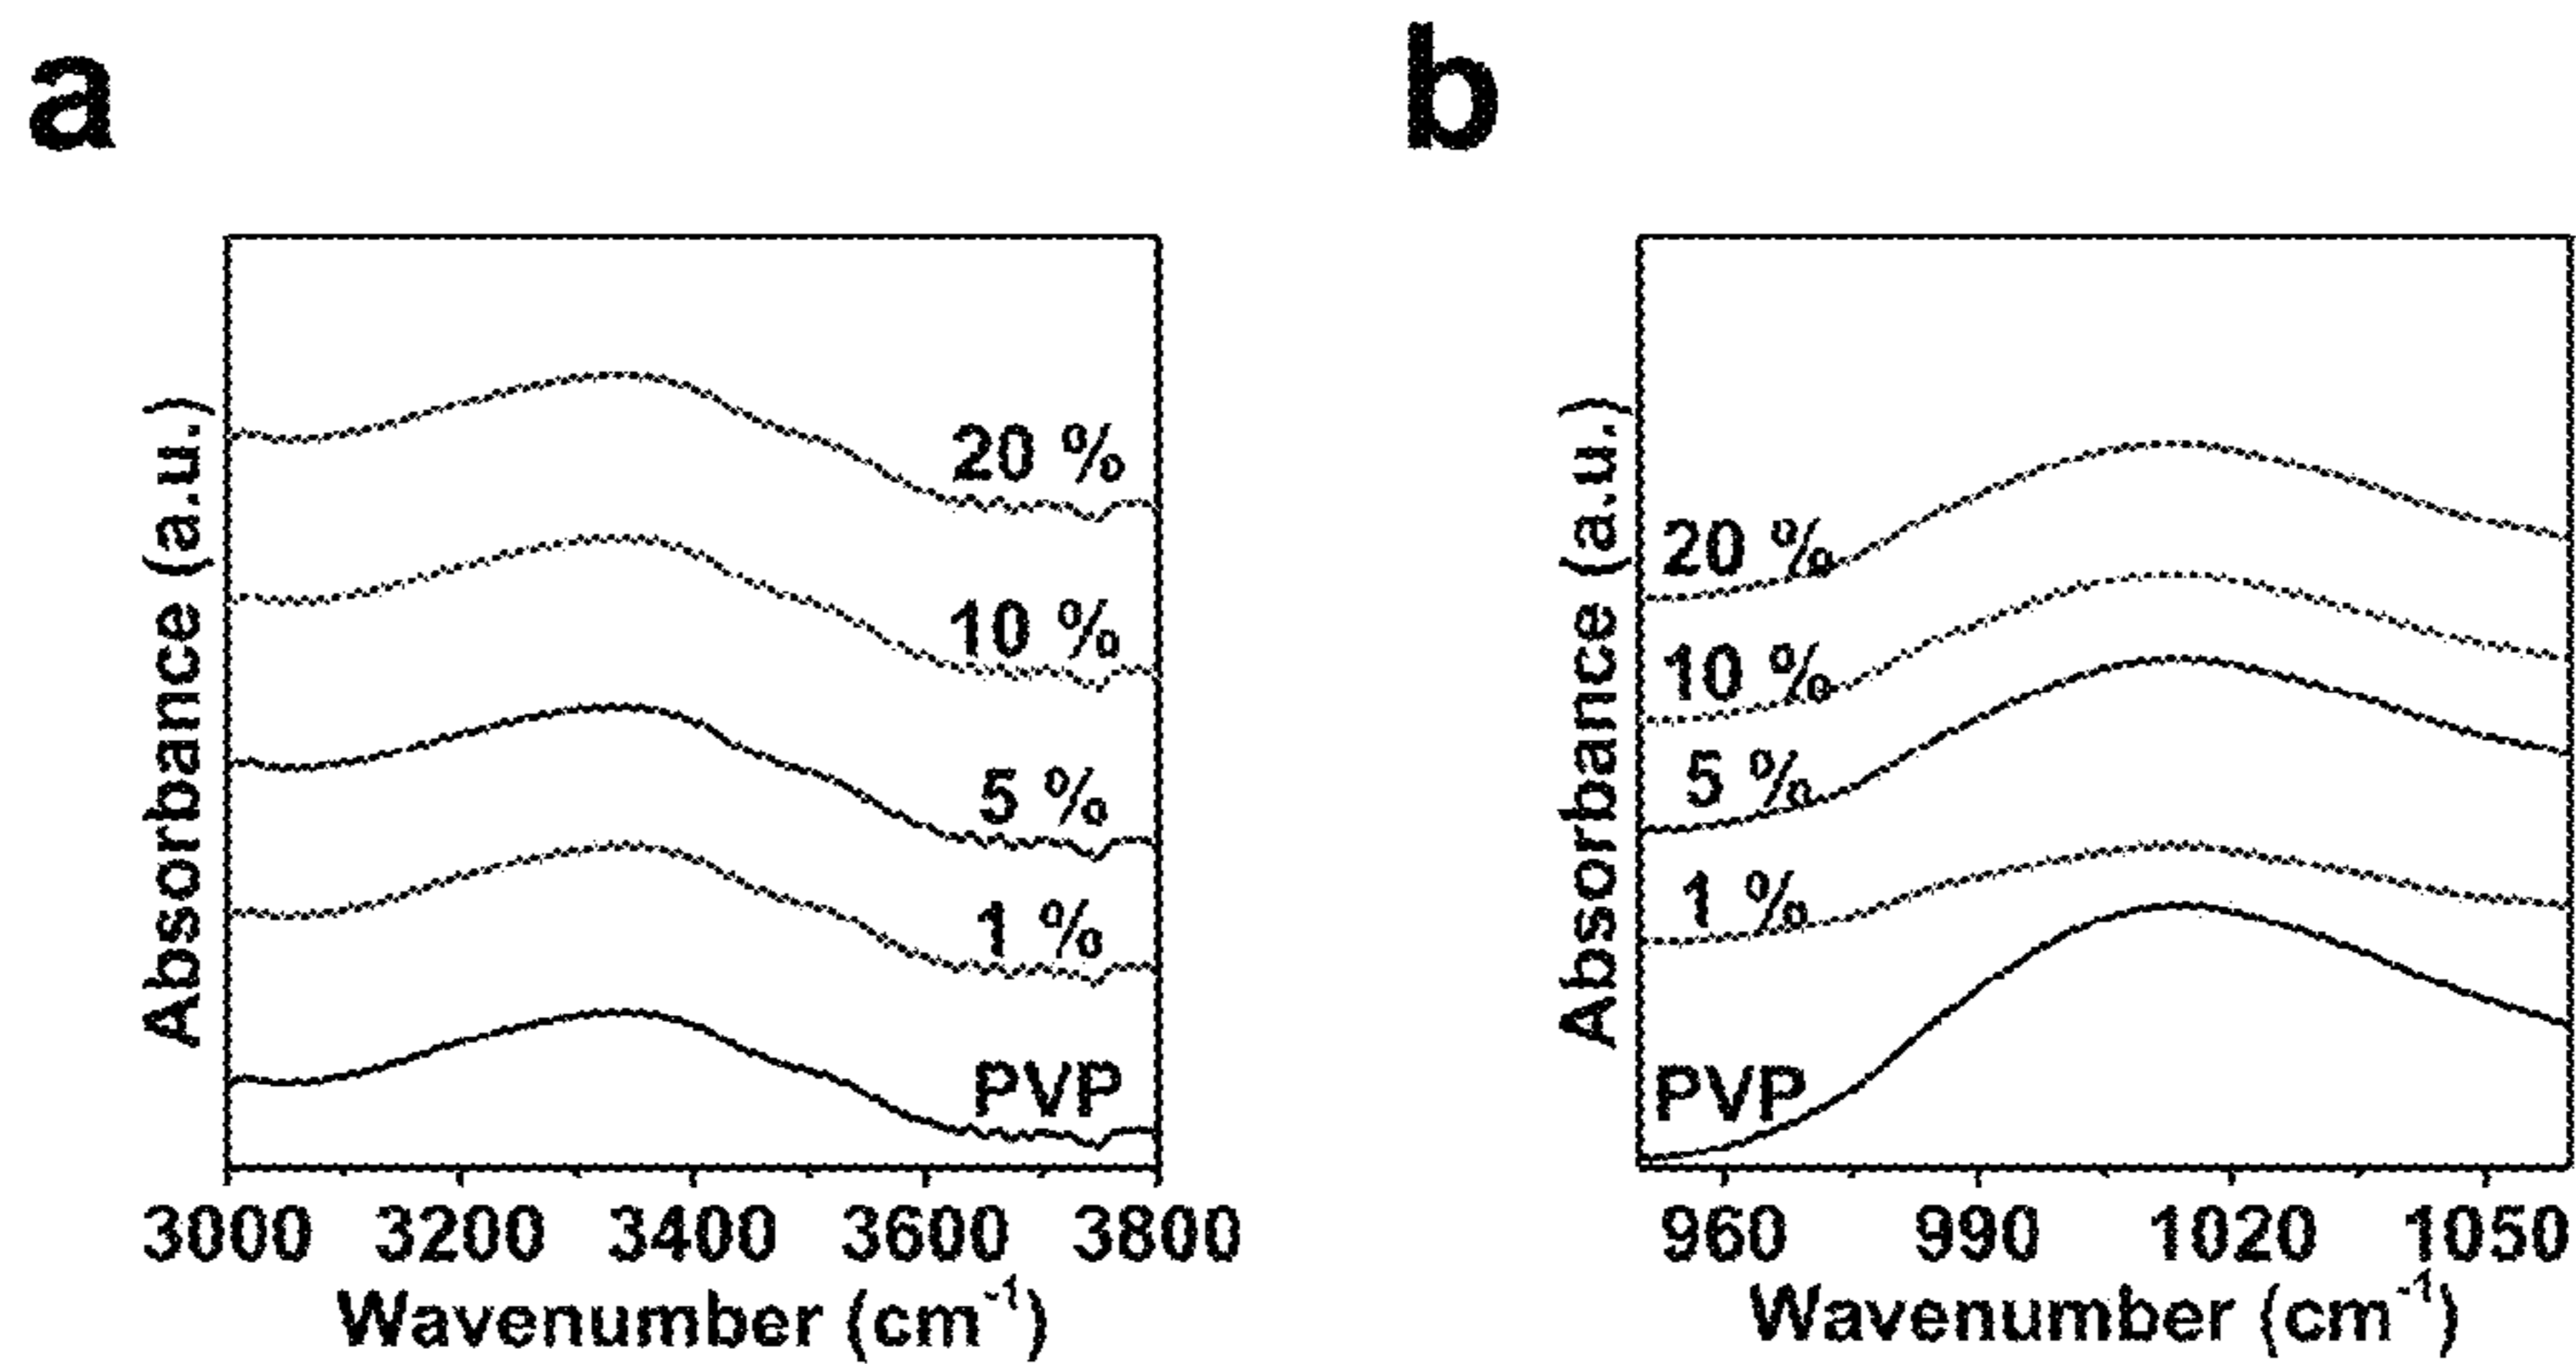 a
Absorbance (a.u.)
20 %
10 %
5 %
1 %
PVP
3000 3200 3400 3600 3800
Wavenumber (cm⁻¹)
b
Absorbance (a.u.)
20 %
10 %
5 %
1 %
PVP
960 990 1020 1050
Wavenumber (cm⁻¹)